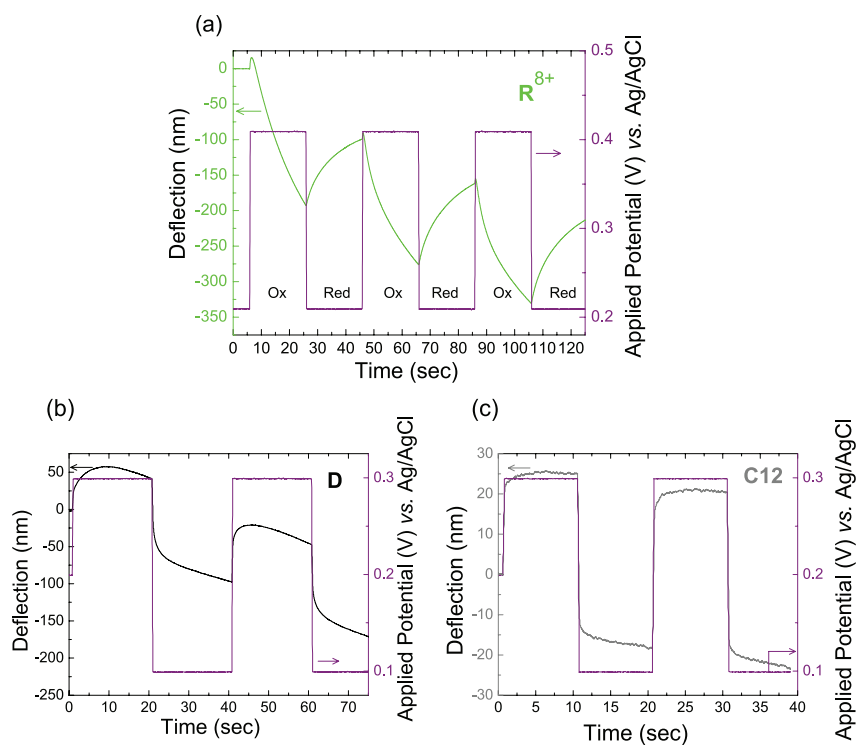 (a)
R8+
Deflection (nm)
0
-50
-100
-150
-200
-250
-300
-350
Ox
Red
Ox
Red
Ox
Red
0.5
0.4
0.3
0.2
Applied Potential (V) vs. Ag/AgCl
0 10 20 30 40 50 60 70 80 90 100 110 120
Time (sec)
(b)
D
Deflection (nm)
50
0
-50
-100
-150
-200
-250
0.3
0.2
0.1
Applied Potential (V) vs. Ag/AgCl
0 10 20 30 40 50 60 70
Time (sec)
(c)
C12
Deflection (nm)
30
20
10
0
-10
-20
-30
0.3
0.2
0.1
Applied Potential (V) vs. Ag/AgCl
0 5 10 15 20 25 30 35 40
Time (sec)